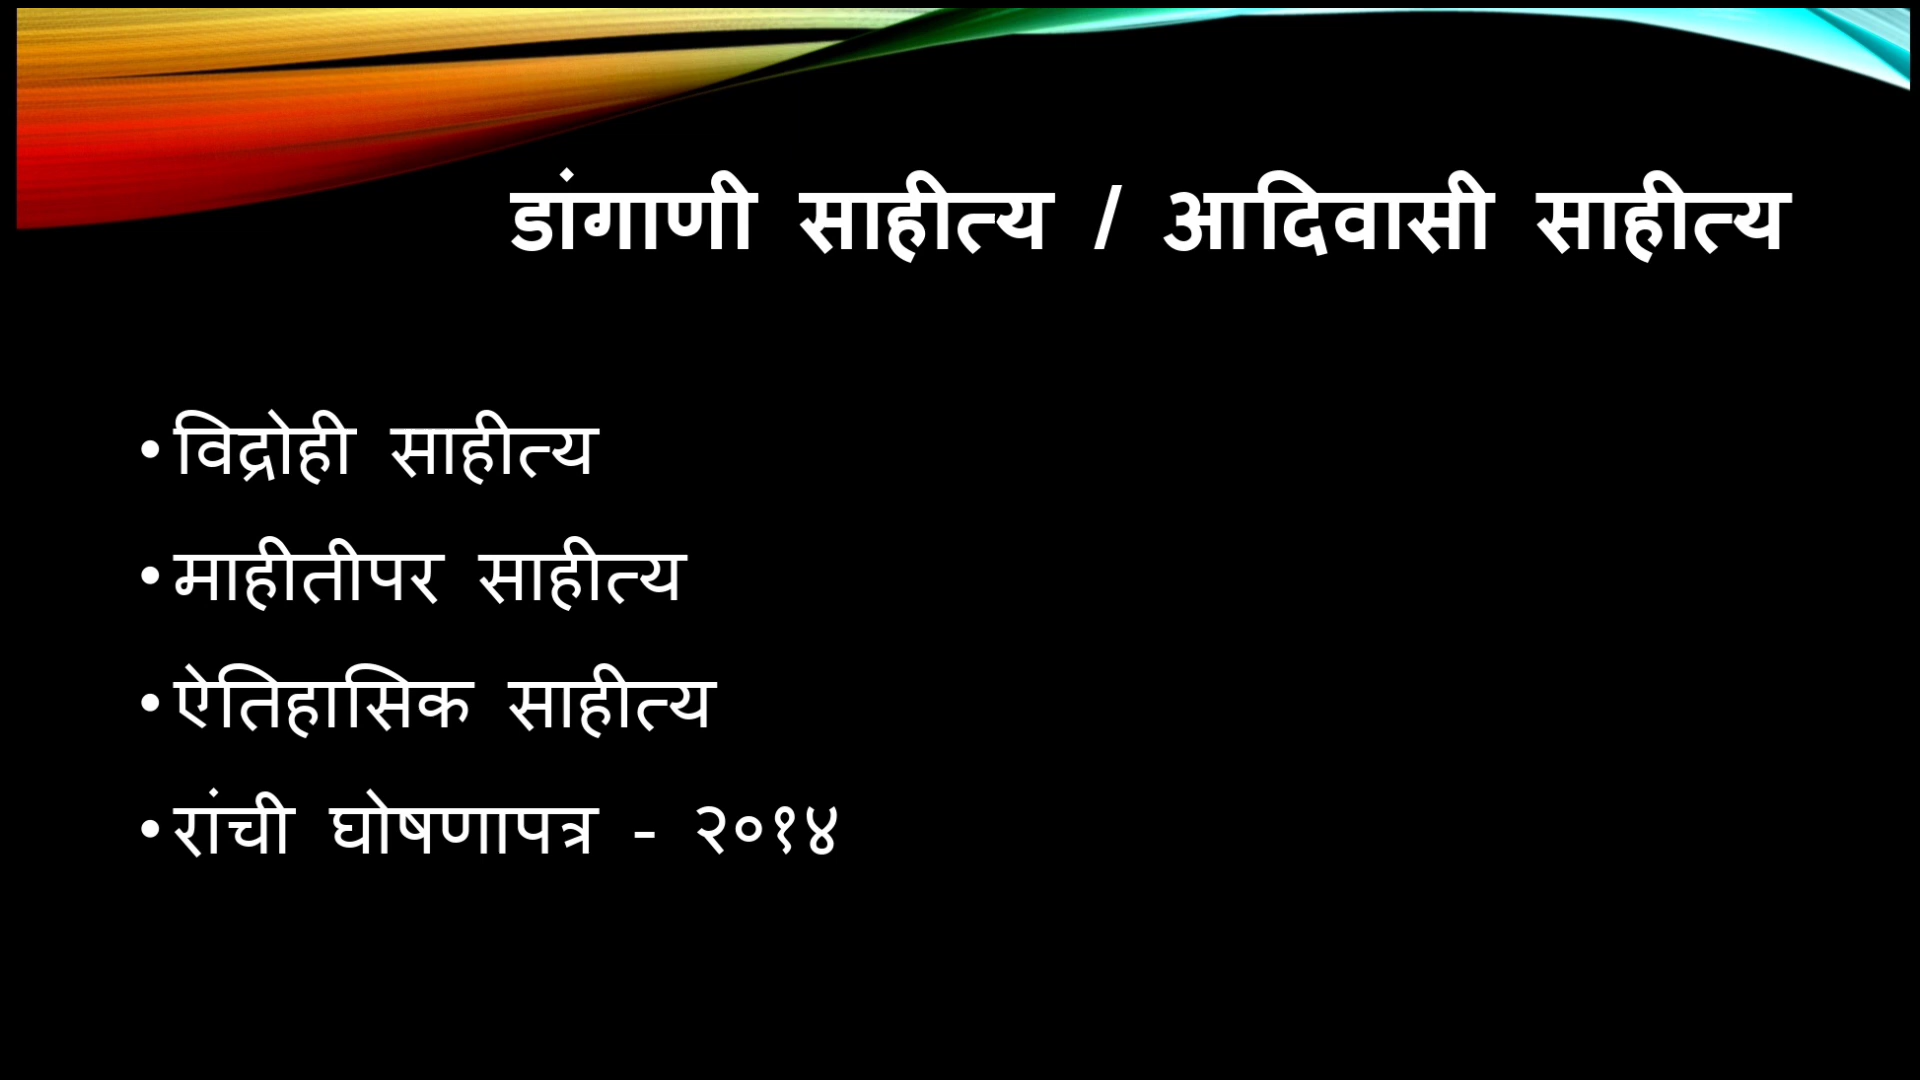 डांगाणी साहीत्य / आदिवासी साहीत्य
• विद्रोही साहीत्य
• माहीतीपर साहीत्य
• ऐतिहासिक साहीत्य
• रांची घोषणापत्र - २०१४